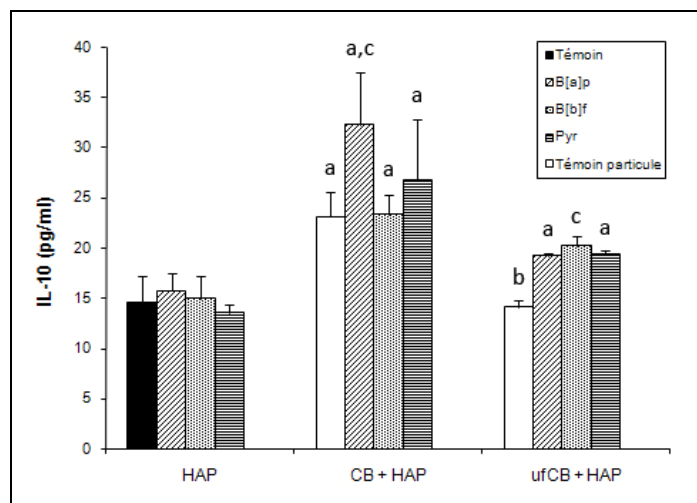 40
35
30
25
20
15
10
5
0
IL-10 (pg/ml)
a
a,c
a
a
b
a
c
a
HAP
CB + HAP
ufCB + HAP
Témoin
B[a]p
B[b]f
Pyr
Témoin particule